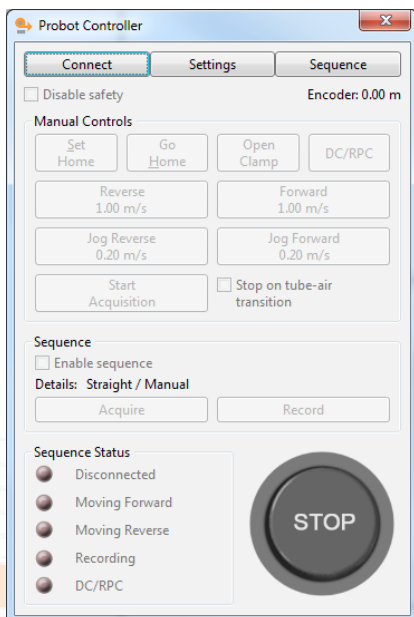 Probot Controller
Connect Settings Sequence
Disable safety Encoder: 0.00 m
Manual Controls
Set Home
Go Home
Open Clamp
DC/RPC
Reverse
1.00 m/s
Forward
1.00 m/s
Jog Reverse
0.20 m/s
Jog Forward
0.20 m/s
Start
Acquisition
Stop on tube-air
transition
Sequence
Enable sequence
Details: Straight / Manual
Acquire Record
Sequence Status
Disconnected
Moving Forward
Moving Reverse
Recording
DC/RPC
STOP